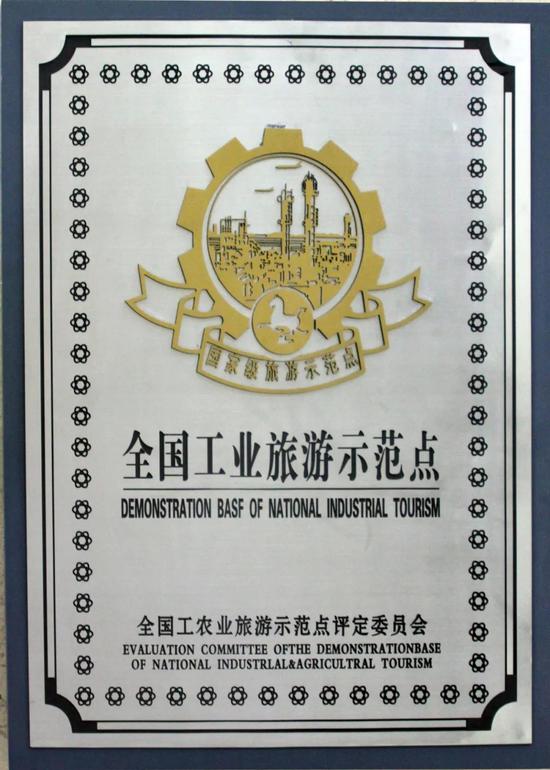 国家级旅游示范点
全国工业旅游示范点
DEMONSTRATION BASF OF NATIONAL INDUSTRIAL TOURISM
全国工农业旅游示范点评定委员会
EVALUATION COMMITTEE OFTHE DEMONSTRATIONBASE
OF NATIONAL INDUSTRLAL&AGRICULTRAL TOURISM